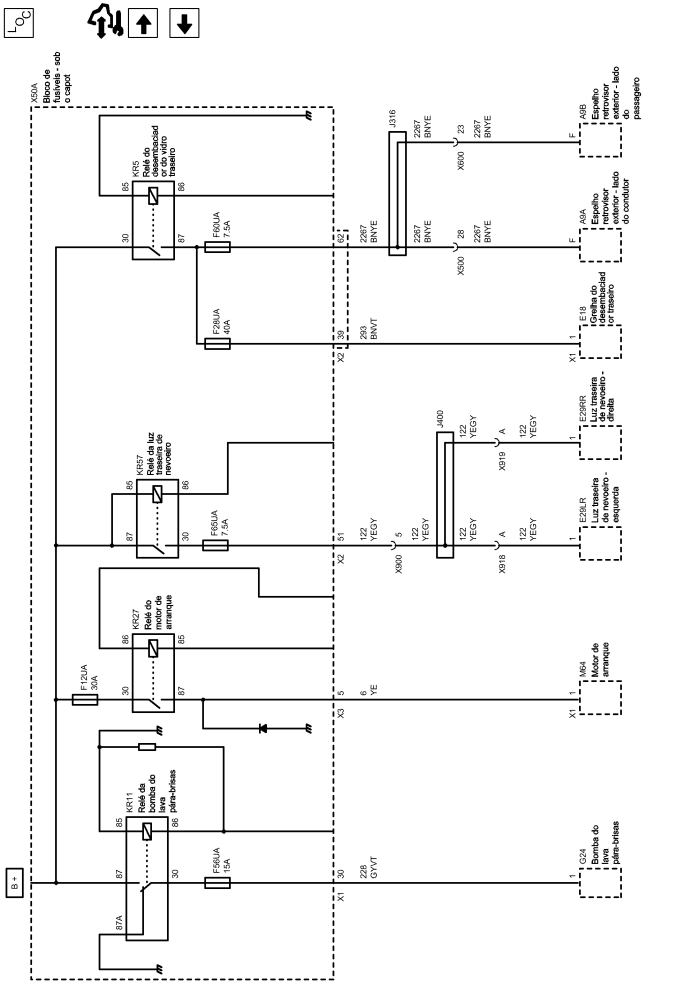 LOC
B +
X50A
Bloco de
fusíveis - sob
o capot
87A
87
85
KR11
Relé da
bomba do
lava
pára-brisas
30
86
F56UA
15A
X1
30
228
GYVT
1
G24
Bomba do
lava
pára-brisas
F12UA
30A
30
86
KR27
Relé do
motor de
arranque
87
85
X3
5
6
YE
X1
1
M64
Motor de
arranque
87
85
KR57
Relé da luz
traseira de
nevoeiro
30
86
F65UA
7.5A
X2
51
122
YEGY
X900
5
122
YEGY
J400
122
YEGY
122
YEGY
X918
A
X919
A
122
YEGY
122
YEGY
1
E29LR
Luz traseira
de nevoeiro -
esquerda
1
E29RR
Luz traseira
de nevoeiro -
direita
30
85
KR5
Relé do
desembaciad
or do vidro
traseiro
87
86
F28UA
40A
F60UA
7.5A
X2
39
62
293
BNVT
2267
BNYE
J316
2267
BNYE
2267
BNYE
X500
28
X600
23
2267
BNYE
2267
BNYE
X1
1
E18
Grelha do
desembaciad
or traseiro
F
A9A
Espelho
retrovisor
exterior - lado
do condutor
F
A9B
Espelho
retrovisor
exterior - lado
do
passageiro